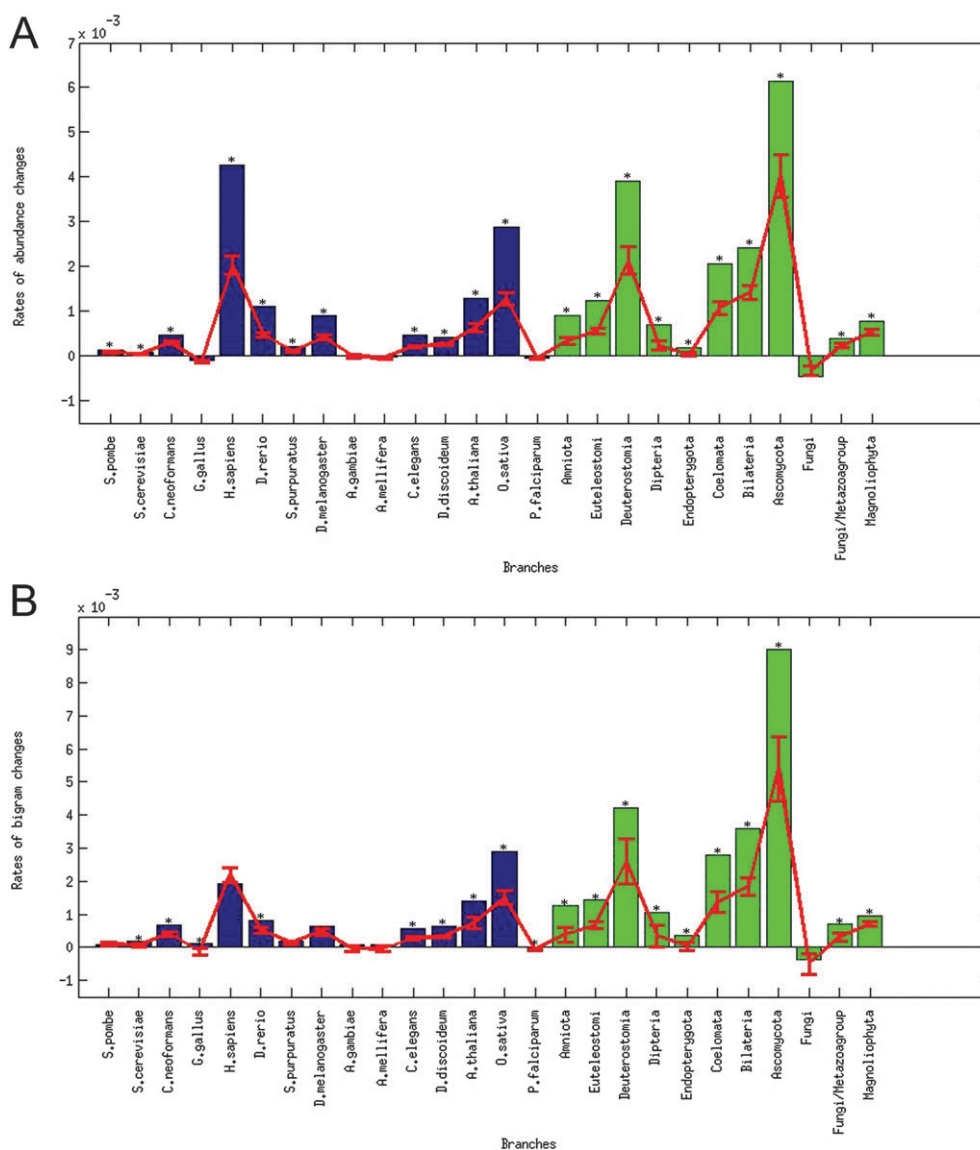 A
× 10⁻³
7
6
5
4
3
2
1
0
−1
Rates of abundance changes
* * * * * * * * * * * * * * * * * * * *
S.pombe
S.cerevisiae
C.neoformans
G.gallus
H.sapiens
D.rerio
S.purpuratus
D.melanogaster
A.gambiae
A.mellifera
C.elegans
D.discoideum
A.thaliana
O.sativa
P.falciparum
Amniota
Euteleostomi
Deuterostomia
Dipteria
Endopterygota
Coelomata
Bilateria
Ascomycota
Fungi
Fungi/Metazoagroup
Magnoliophyta
Branches
B
× 10⁻³
9
8
7
6
5
4
3
2
1
0
−1
Rates of bigram changes
* * * * * * * * * * * * * * * * * * *
S.pombe
S.cerevisiae
C.neoformans
G.gallus
H.sapiens
D.rerio
S.purpuratus
D.melanogaster
A.gambiae
A.mellifera
C.elegans
D.discoideum
A.thaliana
O.sativa
P.falciparum
Amniota
Euteleostomi
Deuterostomia
Dipteria
Endopterygota
Coelomata
Bilateria
Ascomycota
Fungi
Fungi/Metazoagroup
Magnoliophyta
Branches